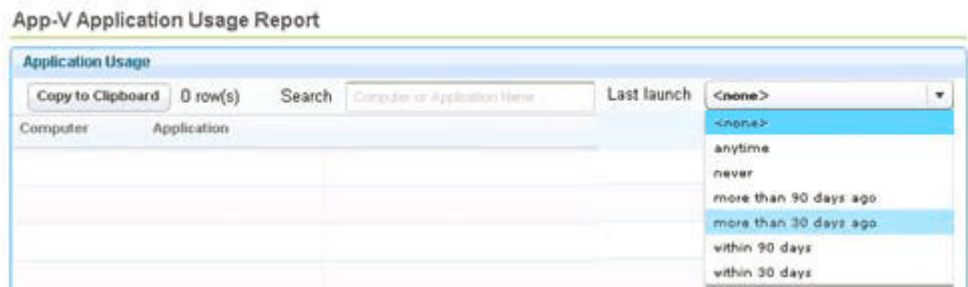 App-V Application Usage Report
Application Usage
Copy to Clipboard 0 row(s) Search Computer or Application Name Last launch <none>
Computer Application
<none>
anytime
never
more than 90 days ago
more than 30 days ago
within 90 days
within 30 days